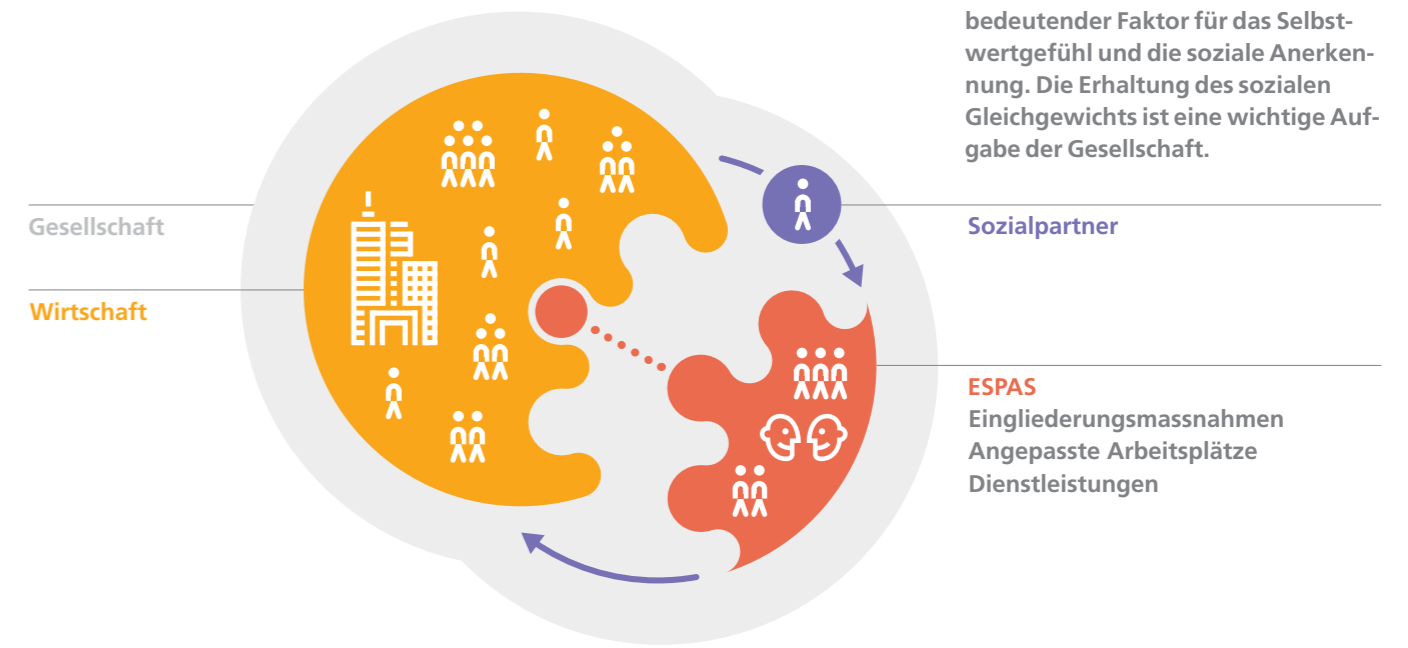 bedeutender Faktor für das Selbst-
wertgefühl und die soziale Anerken-
nung. Die Erhaltung des sozialen
Gleichgewichts ist eine wichtige Auf-
gabe der Gesellschaft.
Gesellschaft
Sozialpartner
Wirtschaft
ESPAS
Eingliederungsmassnahmen
Angepasste Arbeitsplätze
Dienstleistungen